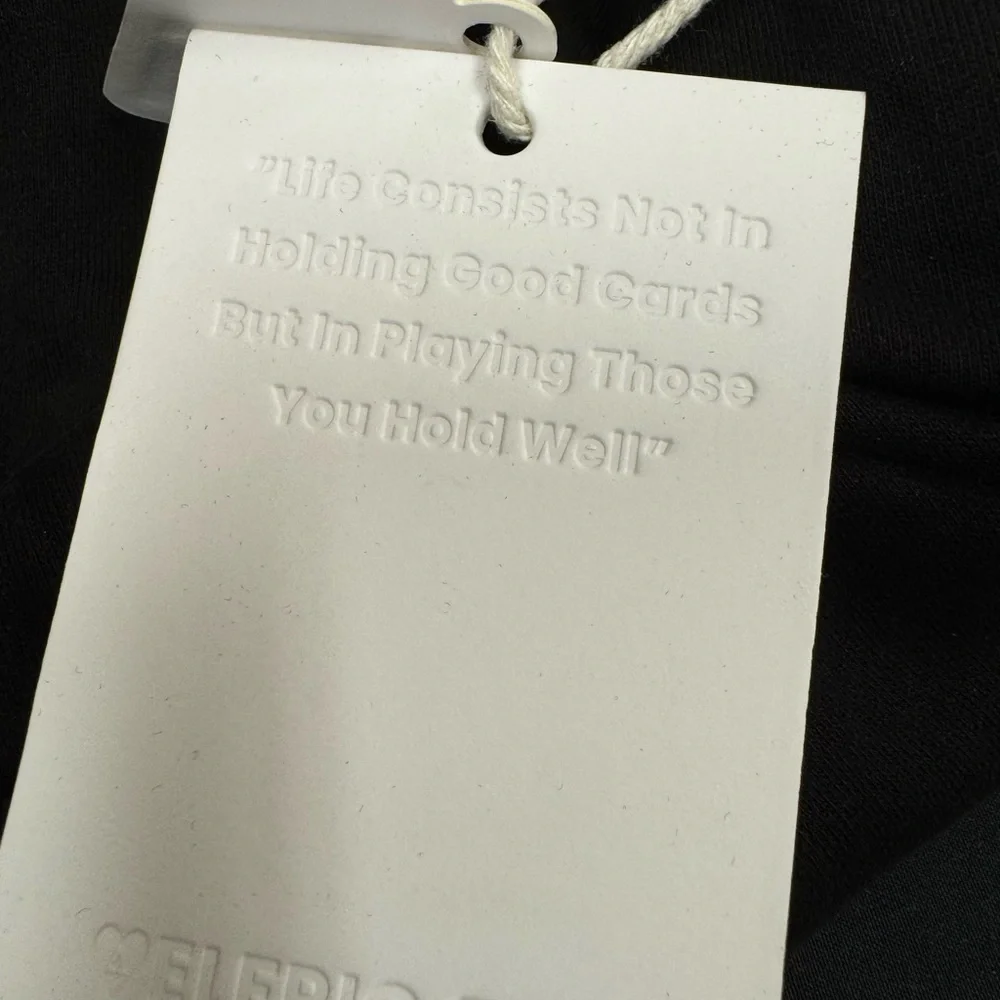 "Life Consists Not In
Holding Good Cards
But In Playing Those
You Hold Well"